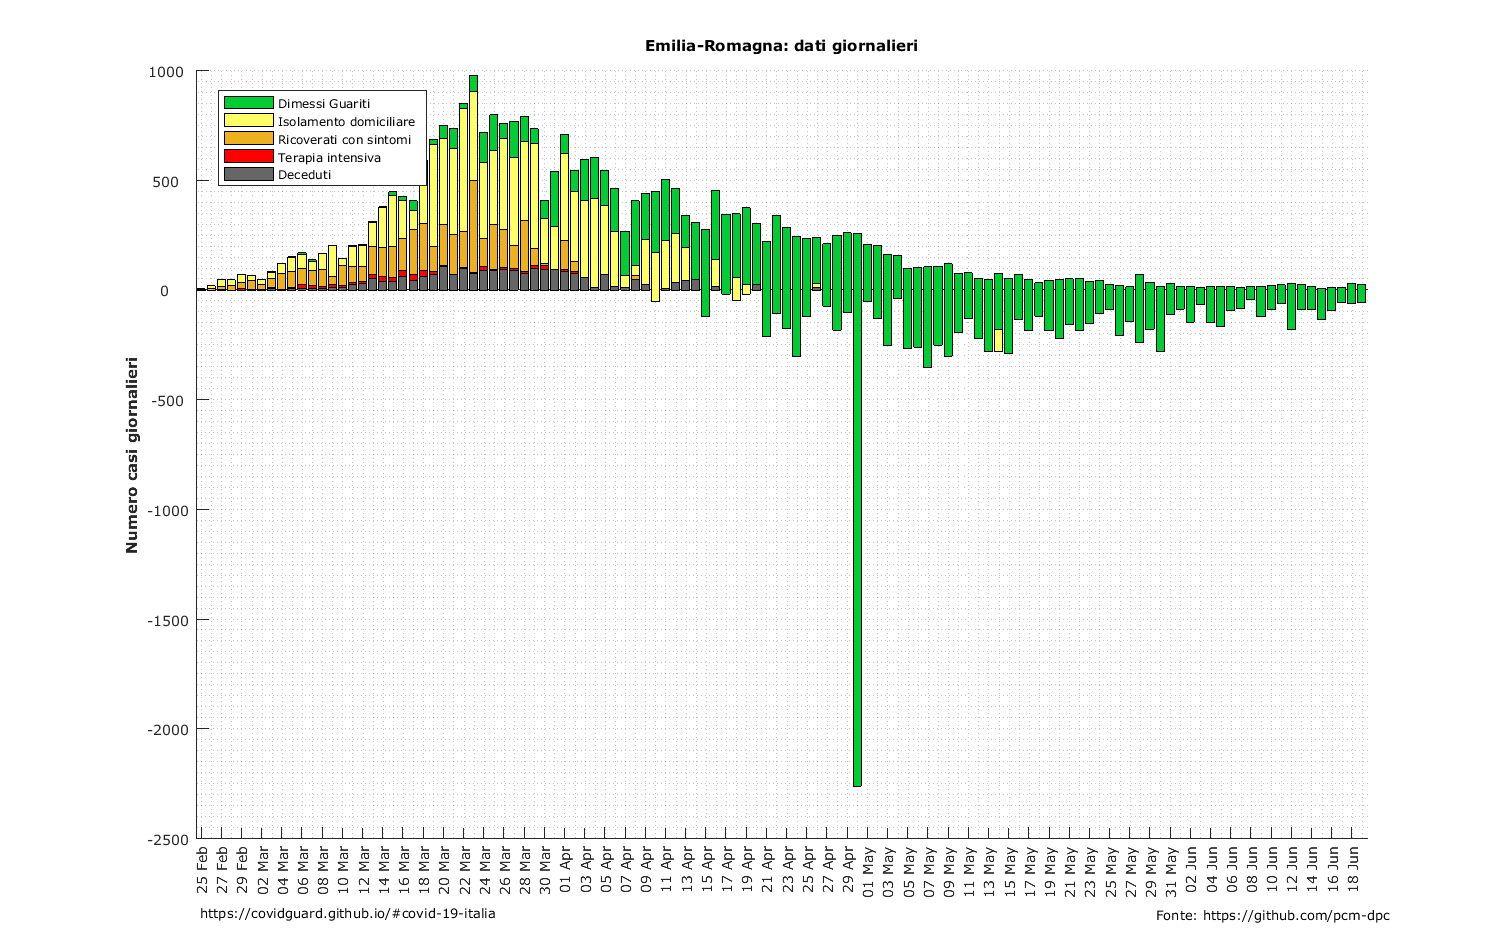 Emilia-Romagna: dati giornalieri
1000
500
0
-500
-1000
-1500
-2000
-2500
Numero casi giornalieri
Dimessi Guariti
Isolamento domiciliare
Ricoverati con sintomi
Terapia intensiva
Deceduti
25 Feb
27 Feb
29 Feb
02 Mar
04 Mar
06 Mar
08 Mar
10 Mar
12 Mar
14 Mar
16 Mar
18 Mar
20 Mar
22 Mar
24 Mar
26 Mar
28 Mar
30 Mar
01 Apr
03 Apr
05 Apr
07 Apr
09 Apr
11 Apr
13 Apr
15 Apr
17 Apr
19 Apr
21 Apr
23 Apr
25 Apr
27 Apr
29 Apr
01 May
03 May
05 May
07 May
09 May
11 May
13 May
15 May
17 May
19 May
21 May
23 May
25 May
27 May
29 May
31 May
02 Jun
04 Jun
06 Jun
08 Jun
10 Jun
12 Jun
14 Jun
16 Jun
18 Jun
https://covidguard.github.io/#covid-19-italia
Fonte: https://github.com/pcm-dpc